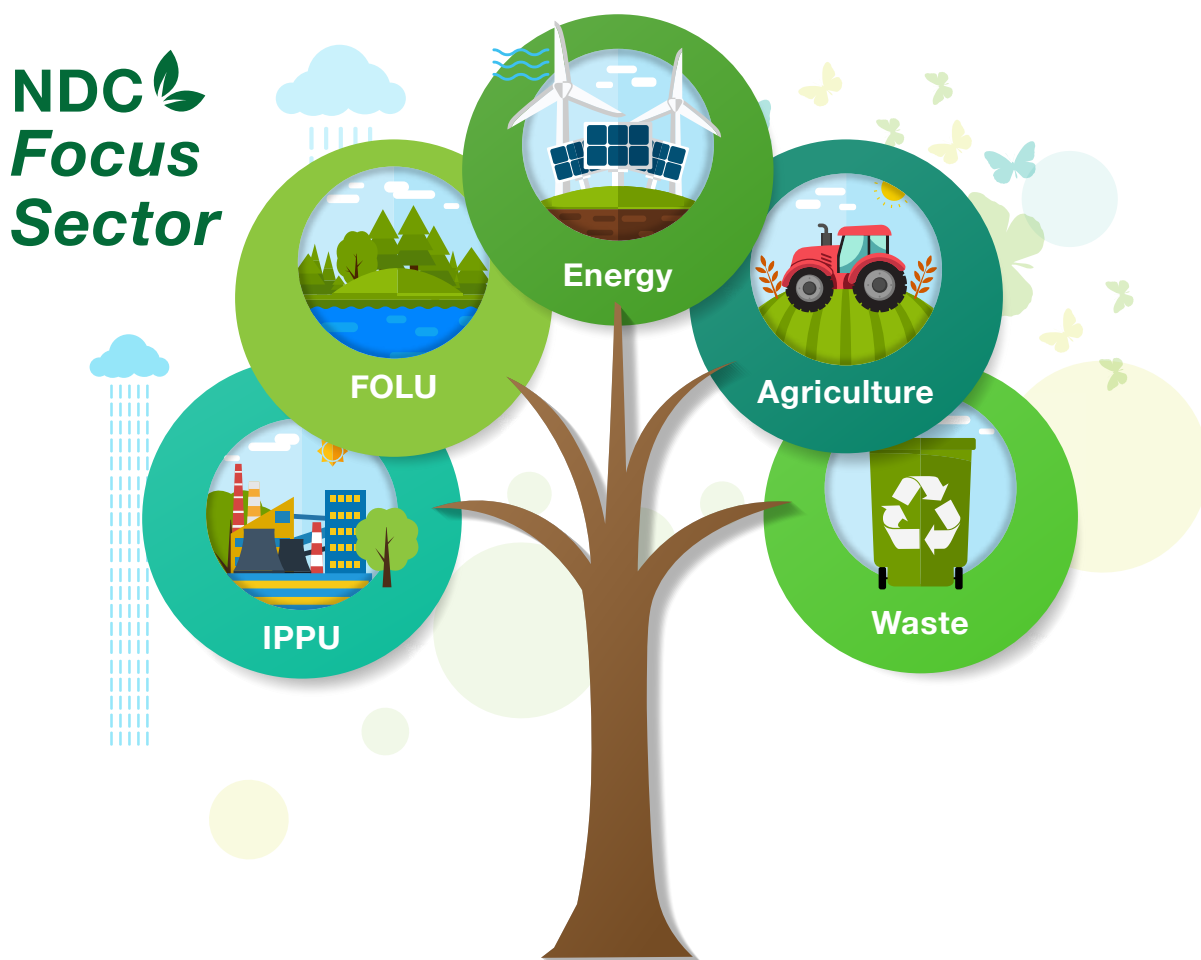 NDC
Focus
Sector
Energy
FOLU
Agriculture
IPPU
Waste